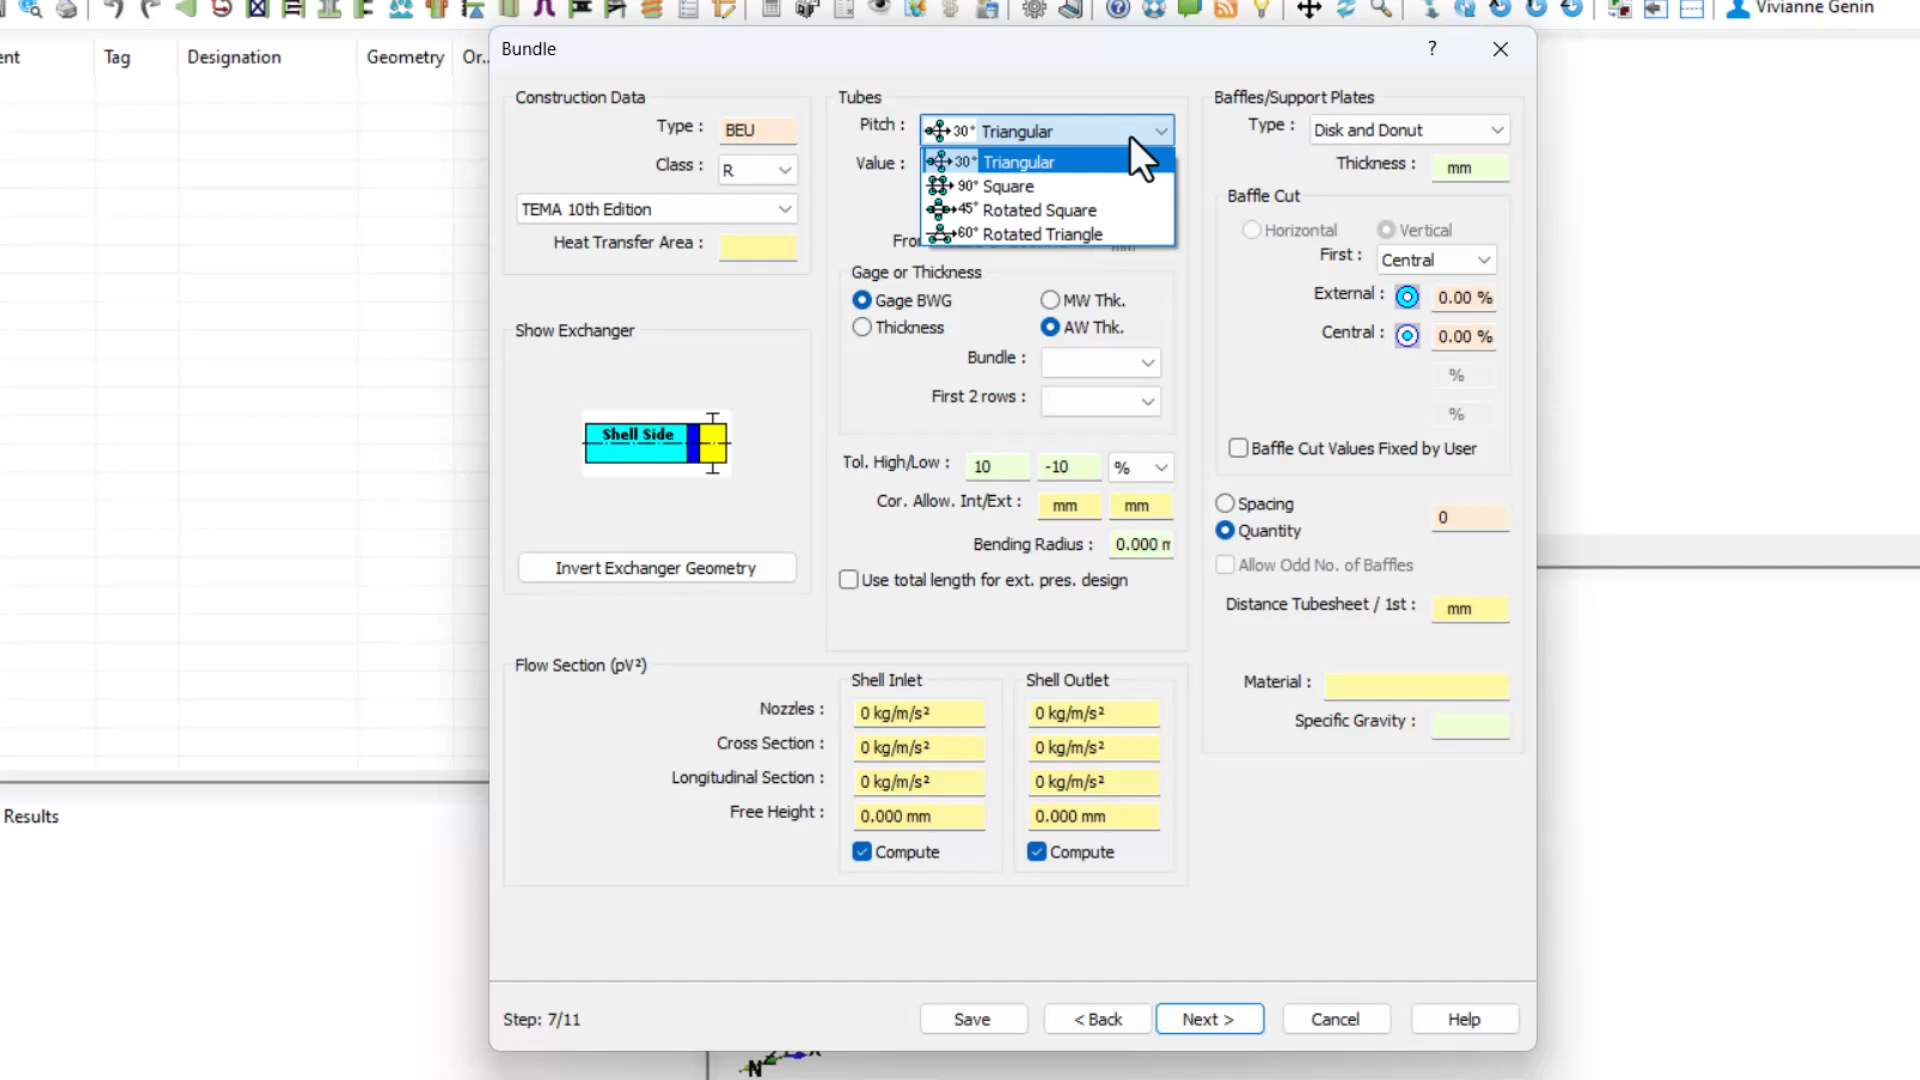 Vivianne Genin
ent
Tag
Designation
Geometry
Or...
Bundle
?
Construction Data
Type :
BEU
Class :
R
TEMA 10th Edition
Heat Transfer Area :
Show Exchanger
Shell Side
Invert Exchanger Geometry
Tubes
Pitch :
30° Triangular
Value :
30° Triangular
90° Square
45° Rotated Square
60° Rotated Triangle
Gage or Thickness
Gage BWG
MW Thk.
Thickness
AW Thk.
Bundle :
First 2 rows :
Tol. High/Low :
10
-10
%
Cor. Allow. Int/Ext :
mm
mm
Bending Radius :
0.000 m
Use total length for ext. pres. design
Baffles/Support Plates
Type :
Disk and Donut
Thickness :
mm
Baffle Cut
Horizontal
Vertical
First :
Central
External :
0.00 %
Central :
0.00 %
%
%
Baffle Cut Values Fixed by User
Spacing
Quantity
0
Allow Odd No. of Baffles
Distance Tubesheet / 1st :
mm
Material :
Specific Gravity :
Flow Section (ρV²)
Shell Inlet
Shell Outlet
Nozzles :
0 kg/m/s²
0 kg/m/s²
Cross Section :
0 kg/m/s²
0 kg/m/s²
Longitudinal Section :
0 kg/m/s²
0 kg/m/s²
Free Height :
0.000 mm
0.000 mm
Compute
Compute
Results
Step: 7/11
Save
< Back
Next >
Cancel
Help
N